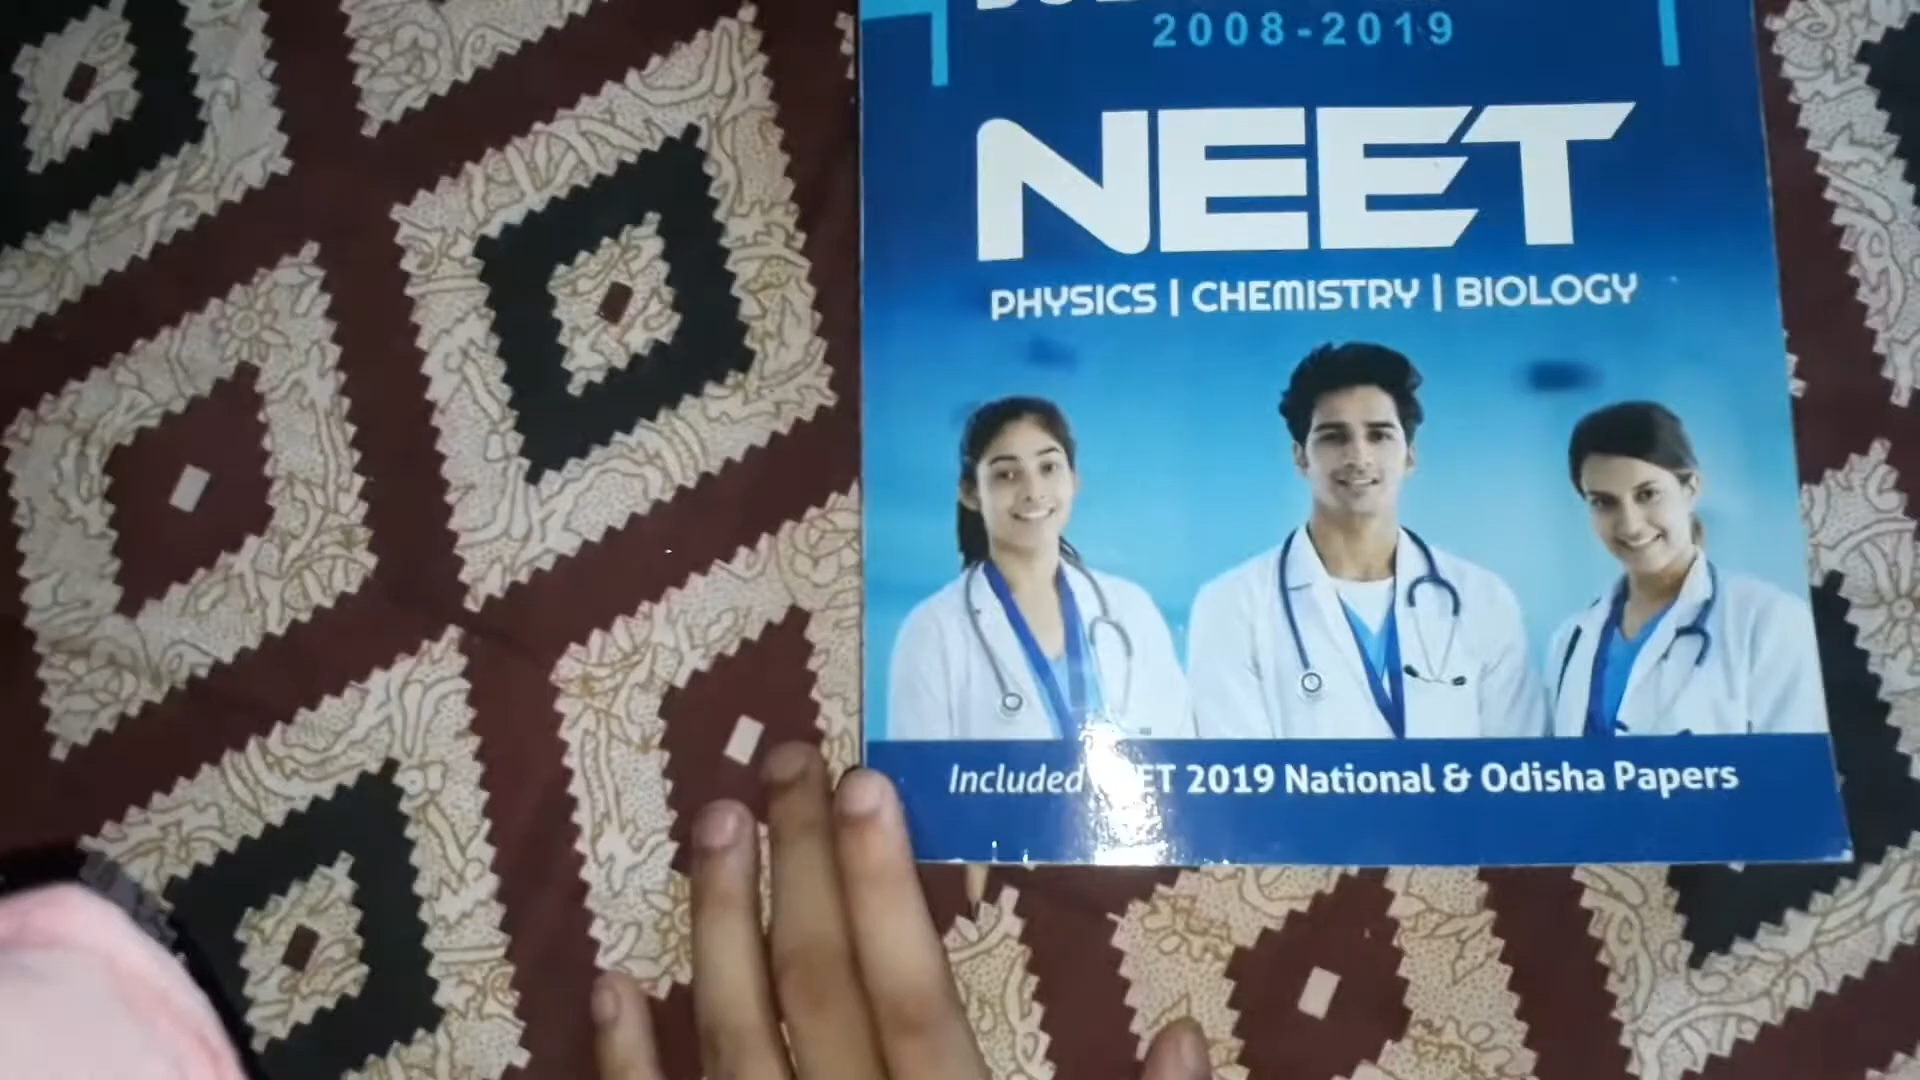 2008-2019
NEET
PHYSICS | CHEMISTRY | BIOLOGY
Included 2019 National & Odisha Papers